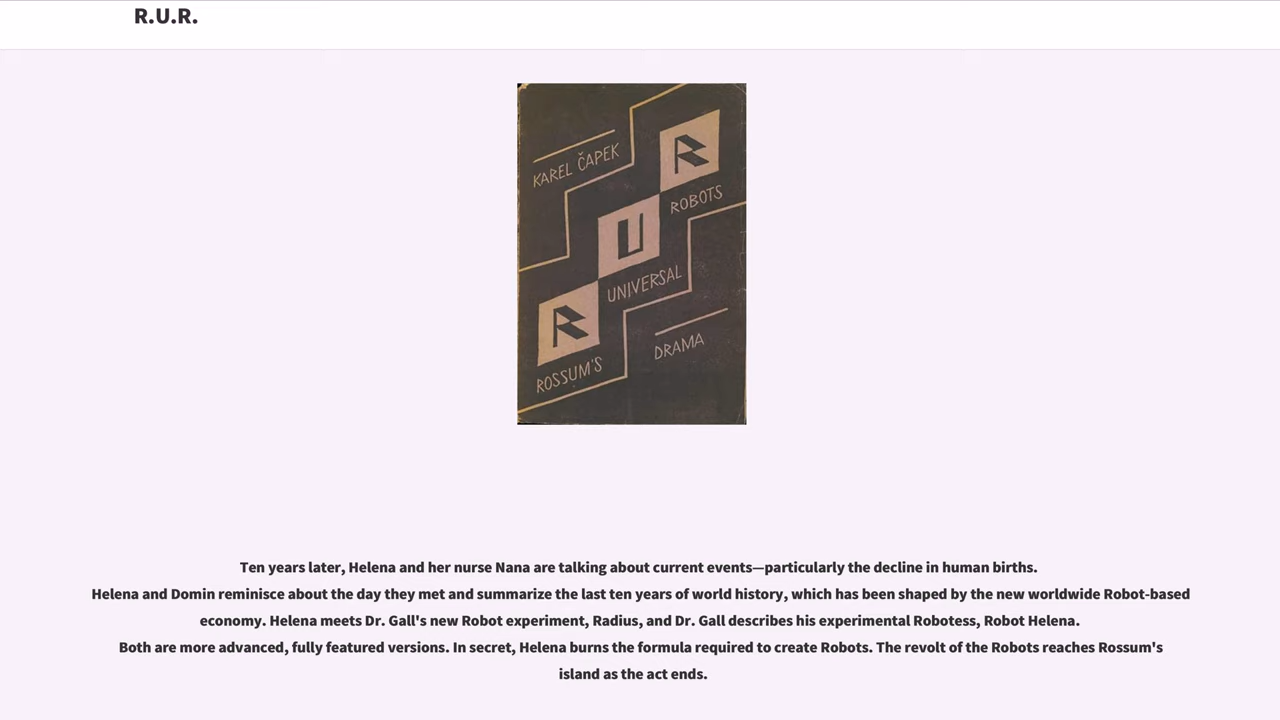 R.U.R.
KAREL ČAPEK
R
ROBOTS
U
UNIVERSAL
R
ROSSUM'S
DRAMA
Ten years later, Helena and her nurse Nana are talking about current events—particularly the decline in human births.
Helena and Domin reminisce about the day they met and summarize the last ten years of world history, which has been shaped by the new worldwide Robot-based
economy. Helena meets Dr. Gall's new Robot experiment, Radius, and Dr. Gall describes his experimental Robotess, Robot Helena.
Both are more advanced, fully featured versions. In secret, Helena burns the formula required to create Robots. The revolt of the Robots reaches Rossum's
island as the act ends.